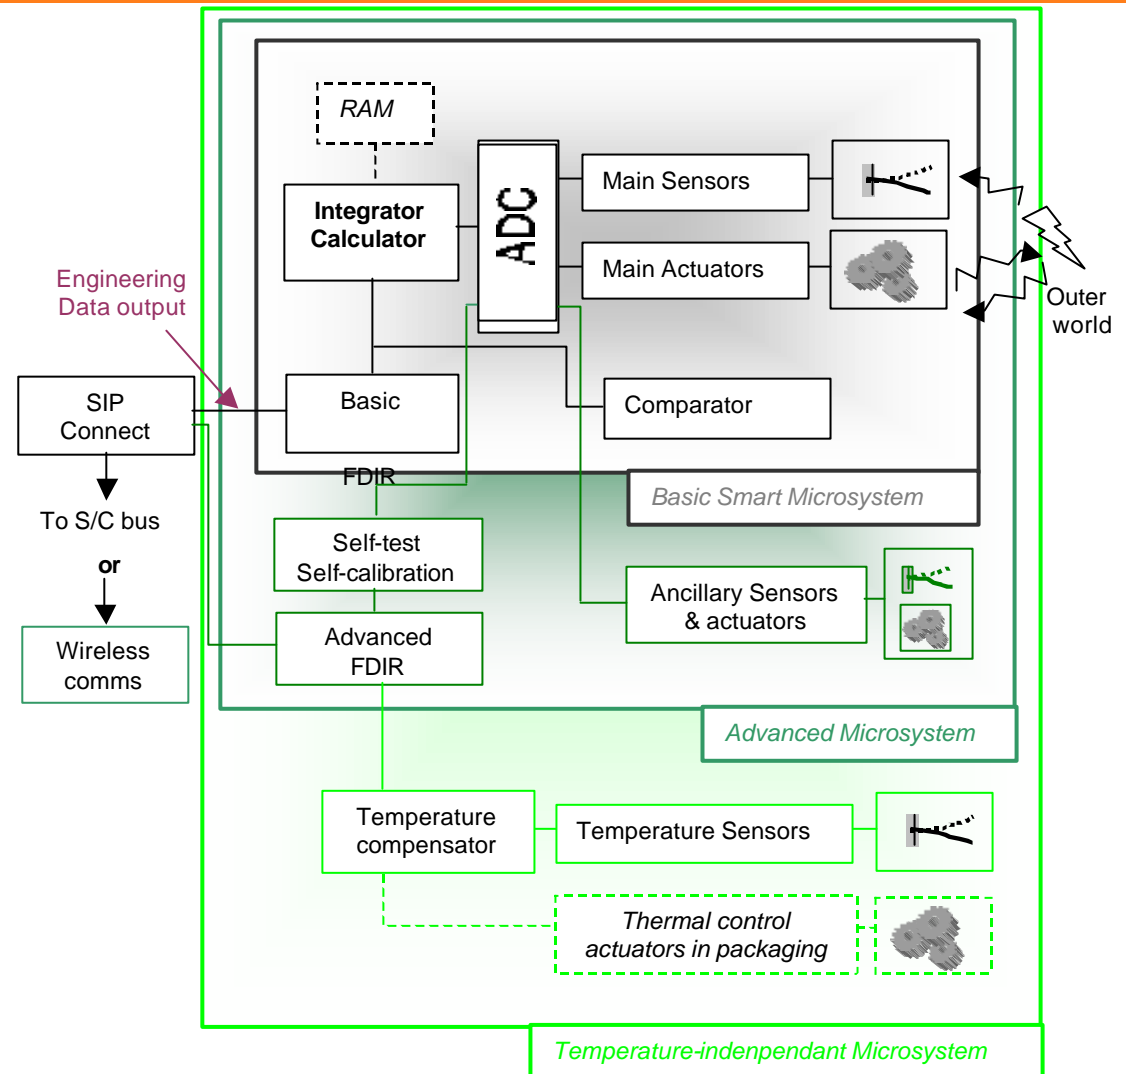 RAM
Integrator
Calculator
ADC
Main Sensors
Main Actuators
Engineering
Data output
Outer
world
SIP
Connect
Basic
FDIR
Comparator
Basic Smart Microsystem
To S/C bus
or
Wireless
comms
Self-test
Self-calibration
Advanced
FDIR
Ancillary Sensors
& actuators
Advanced Microsystem
Temperature
compensator
Temperature Sensors
Thermal control
actuators in packaging
Temperature-indenpendant Microsystem